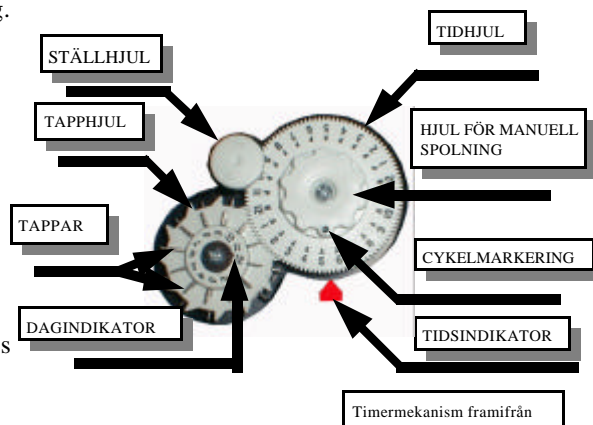 g.
TIDHJUL
STÄLLHJUL
TAPPHJUL
HJUL FÖR MANUELL
SPOLNING
TAPPAR
CYKELMARKERING
DAGINDIKATOR
TIDSINDIKATOR
s
Timermekanism framifrån